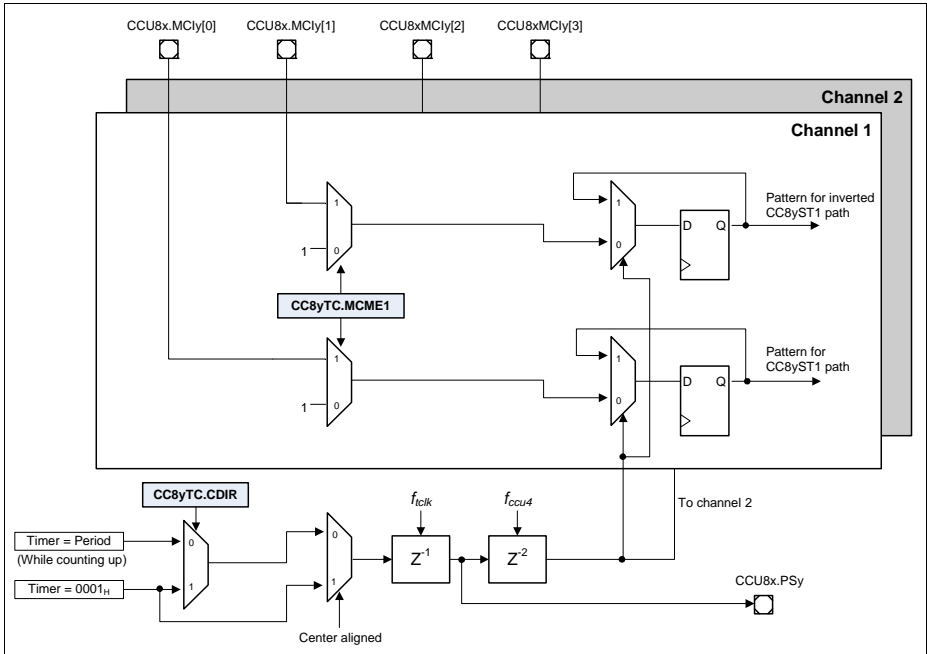 CCU8x.MCIy[0]
CCU8x.MCIy[1]
CCU8xMCIy[2]
CCU8xMCIy[3]
Channel 2
Channel 1
1
1
0
CC8yTC.MCME1
1
1
0
1
0
D Q
Pattern for inverted
CC8yST1 path
1
0
D Q
Pattern for
CC8yST1 path
CC8yTC.CDIR
Timer = Period
(While counting up)
Timer = 0001H
0
1
0
1
Center aligned
ftclk
Z-1
fccu4
Z-2
To channel 2
CCU8x.PSy